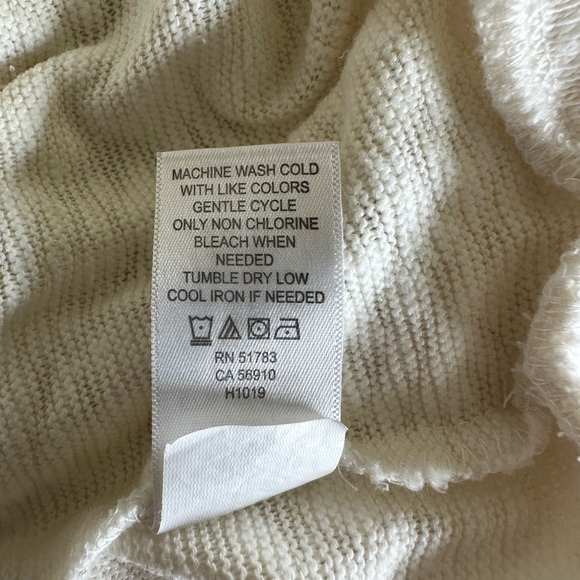 MACHINE WASH COLD
WITH LIKE COLORS
GENTLE CYCLE
ONLY NON CHLORINE
BLEACH WHEN
NEEDED
TUMBLE DRY LOW
COOL IRON IF NEEDED
RN 51783
CA 56910
H1019